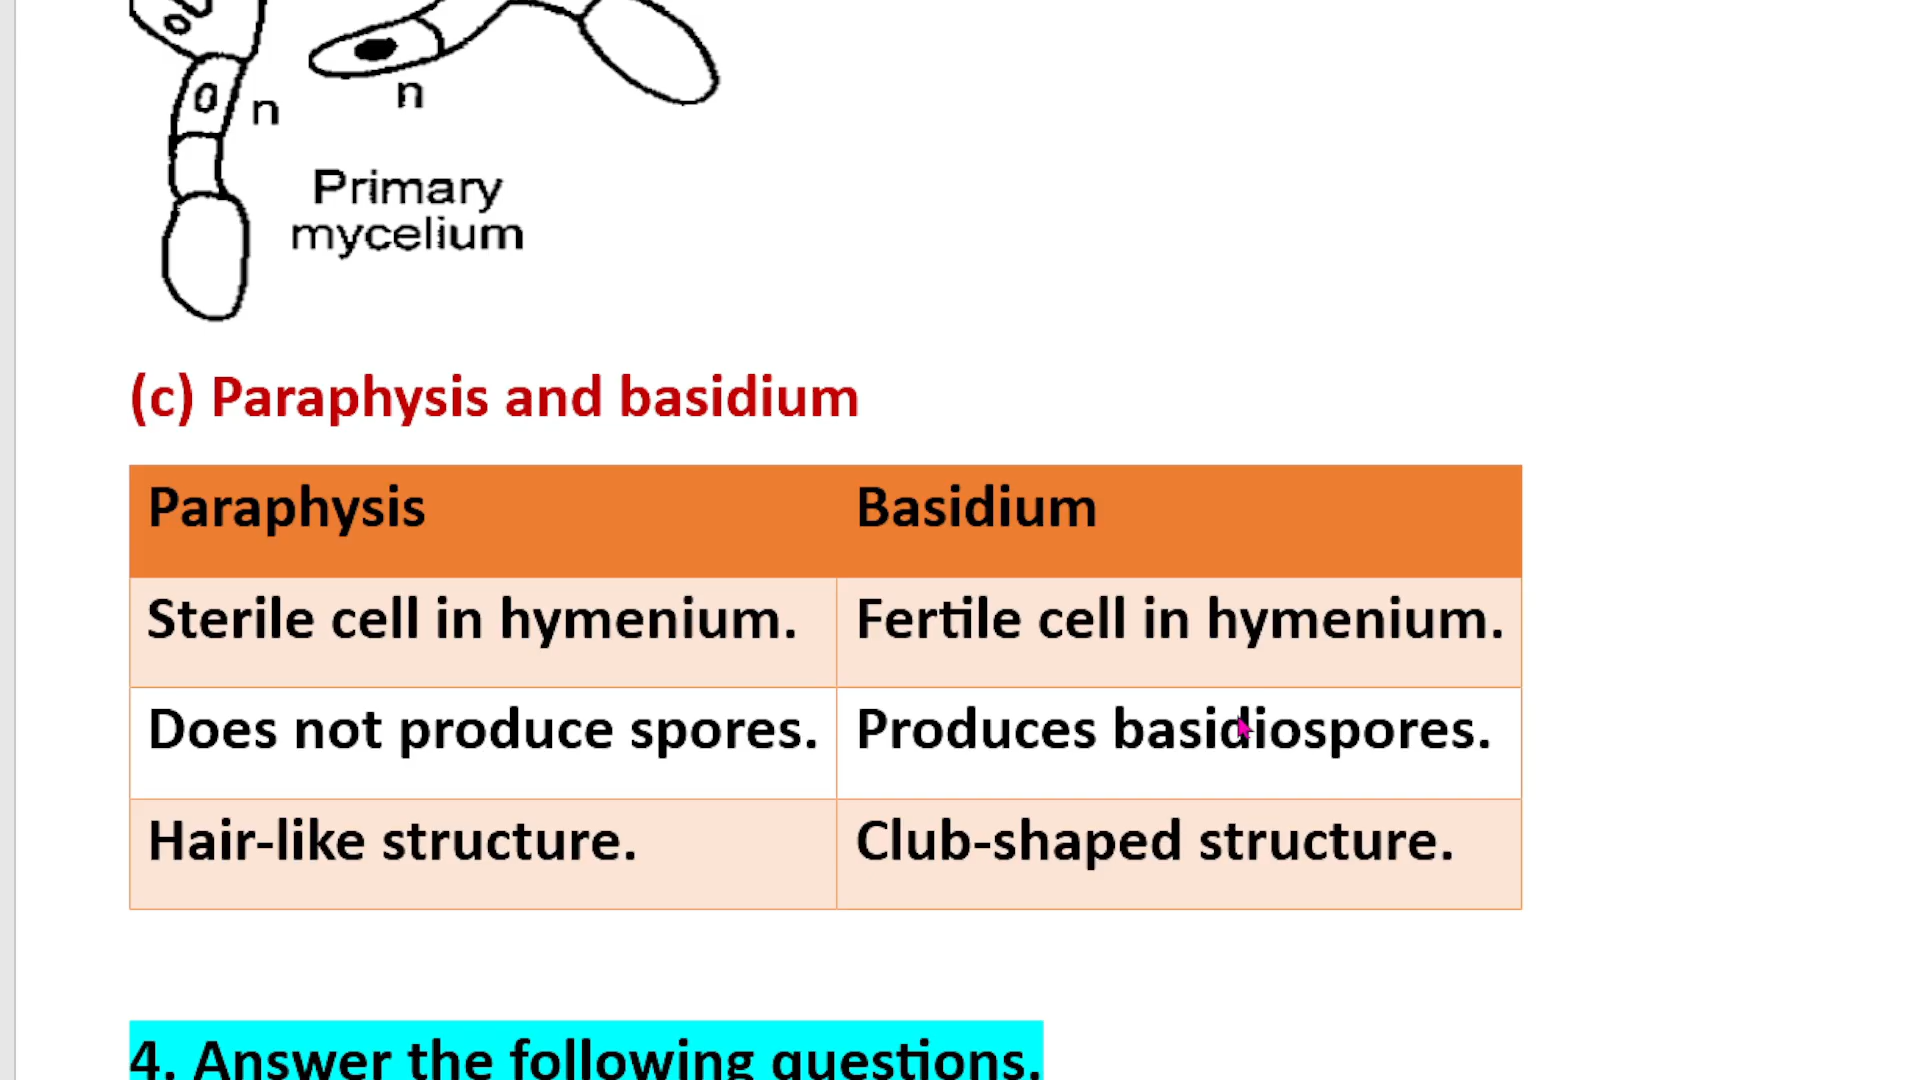 n
n
Primary
mycelium
(c) Paraphysis and basidium
Paraphysis Basidium
Sterile cell in hymenium. Fertile cell in hymenium.
Does not produce spores. Produces basidiospores.
Hair-like structure. Club-shaped structure.
4. Answer the following questions.